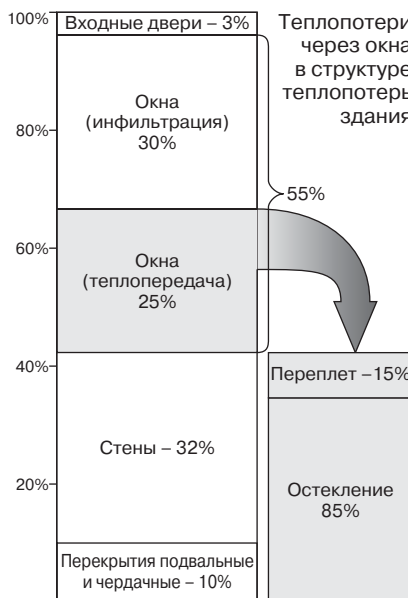 Теплопотери
через окна
в структуре
теплопотерь
здания
100%
80%
60%
40%
20%
Входные двери – 3%
Окна
(инфильтрация)
30%
55%
Окна
(теплопередача)
25%
Стены – 32%
Перекрытия подвальные
и чердачные – 10%
Переплет –15%
Остекление
85%